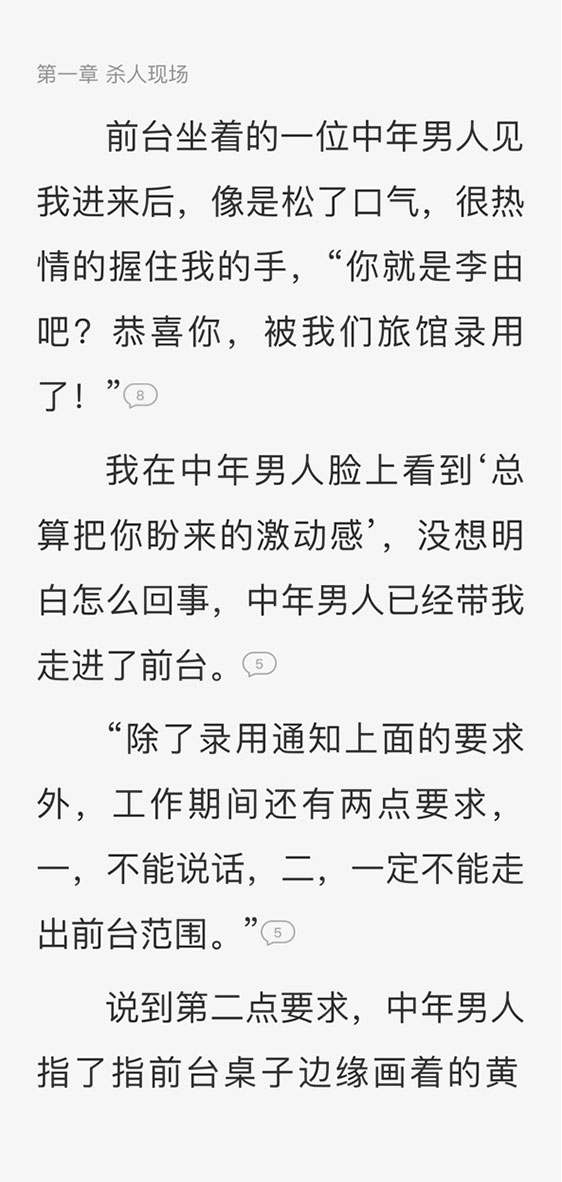 第一章 杀人现场
前台坐着的一位中年男人见
我进来后，像是松了口气，很热
情的握住我的手，“你就是李由
吧？恭喜你，被我们旅馆录用
了！”8
我在中年男人脸上看到‘总
算把你盼来的激动感’，没想明
白怎么回事，中年男人已经带我
走进了前台。5
“除了录用通知上面的要求
外，工作期间还有两点要求，
一，不能说话，二，一定不能走
出前台范围。”5
说到第二点要求，中年男人
指了指前台桌子边缘画着的黄